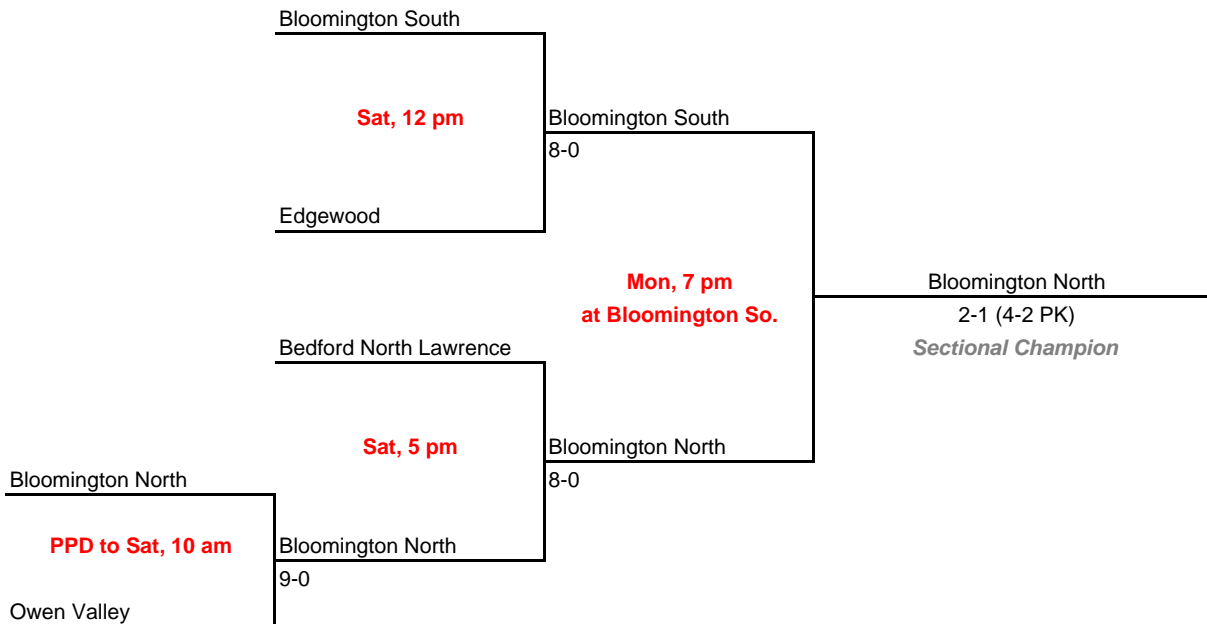 Bloomington South
Sat, 12 pm
Bloomington South
8-0
Edgewood
Mon, 7 pm
at Bloomington So.
Bloomington North
2-1 (4-2 PK)
Sectional Champion
Bedford North Lawrence
Sat, 5 pm
Bloomington North
8-0
Bloomington North
PPD to Sat, 10 am
Bloomington North
9-0
Owen Valley